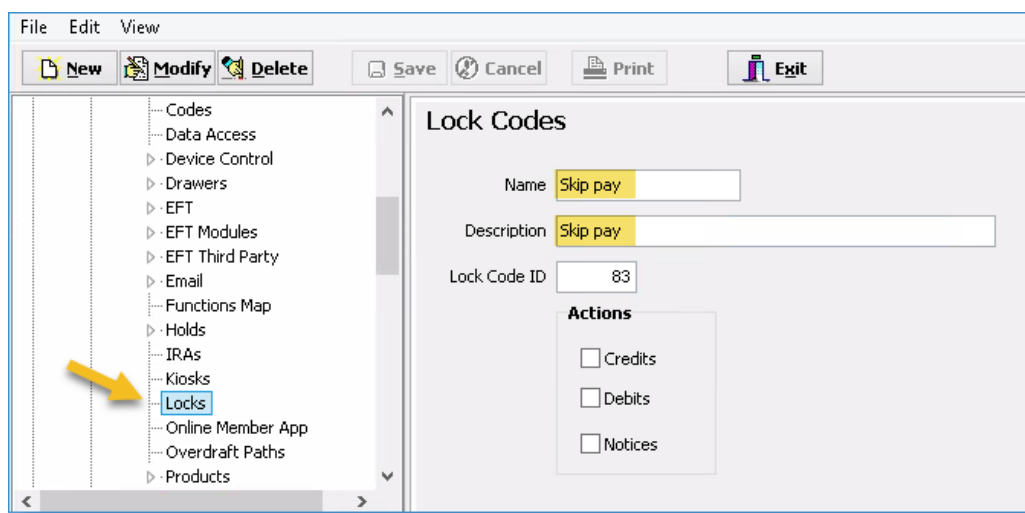 File Edit View
New Modify Delete Save Cancel Print Exit
Codes
Data Access
Device Control
Drawers
EFT
EFT Modules
EFT Third Party
Email
Functions Map
Holds
IRAs
Kiosks
Locks
Online Member App
Overdraft Paths
Products
Lock Codes
Name Skip pay
Description Skip pay
Lock Code ID 83
Actions
Credits
Debits
Notices